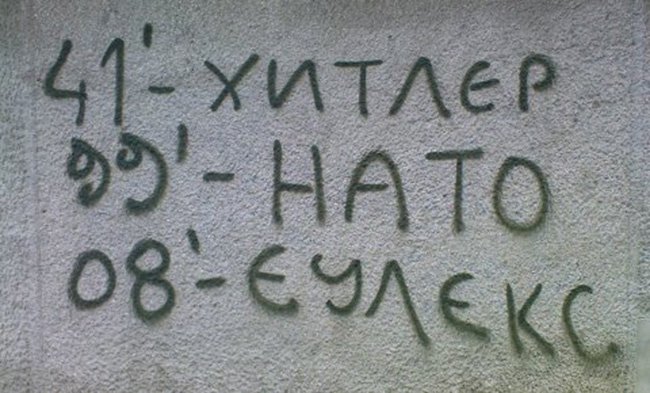 41'- ХИТЛЕР
99'- НАТО
08'- ЕУЛЕКС